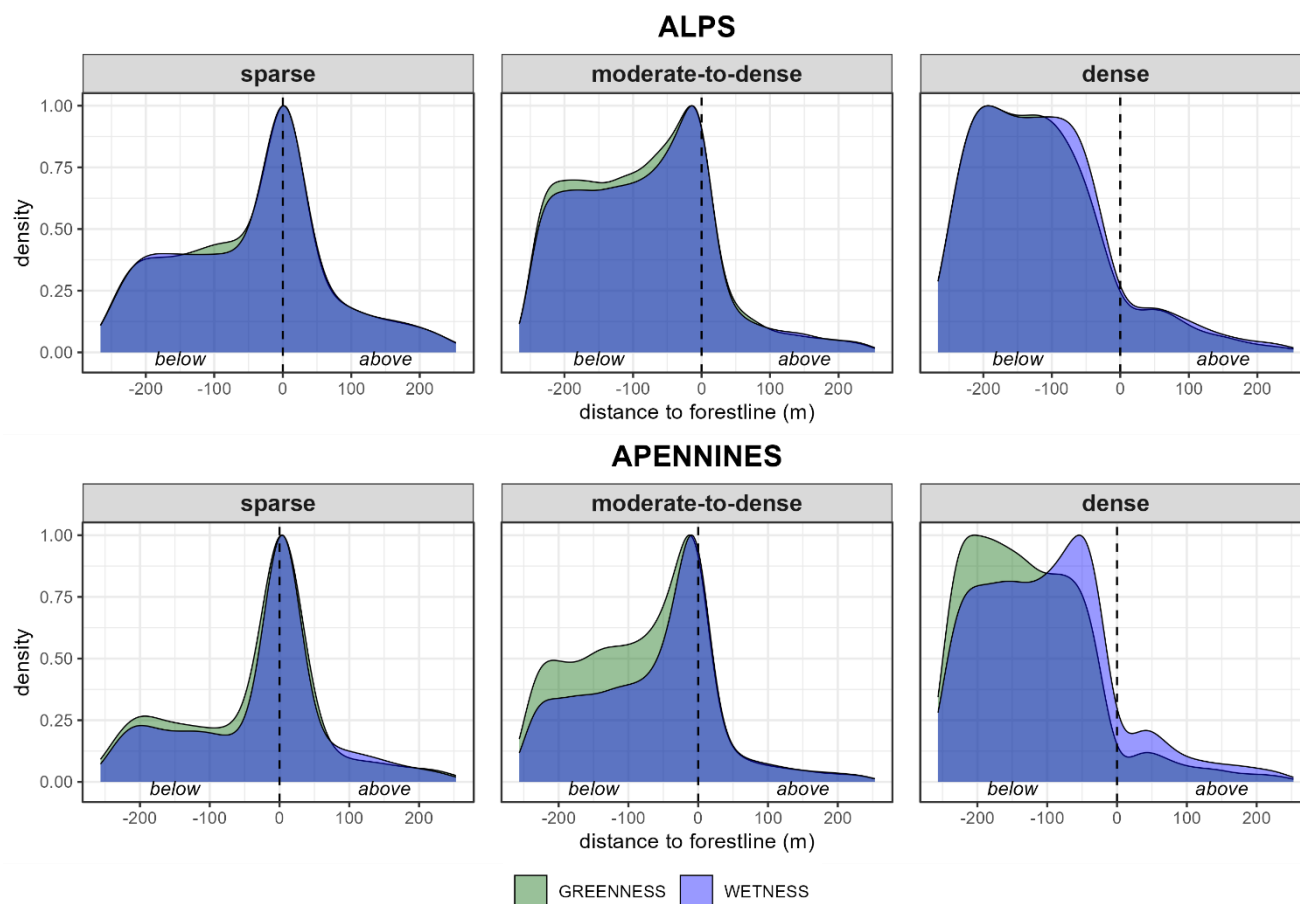 ALPS
sparse moderate-to-dense dense
density
1.00
0.75
0.50
0.25
0.00
below above below above below above
-200 -100 0 100 200 -200 -100 0 100 200 -200 -100 0 100 200
distance to forestline (m)
APENNINES
sparse moderate-to-dense dense
density
1.00
0.75
0.50
0.25
0.00
below above below above below above
-200 -100 0 100 200 -200 -100 0 100 200 -200 -100 0 100 200
distance to forestline (m)
GREENNESS WETNESS